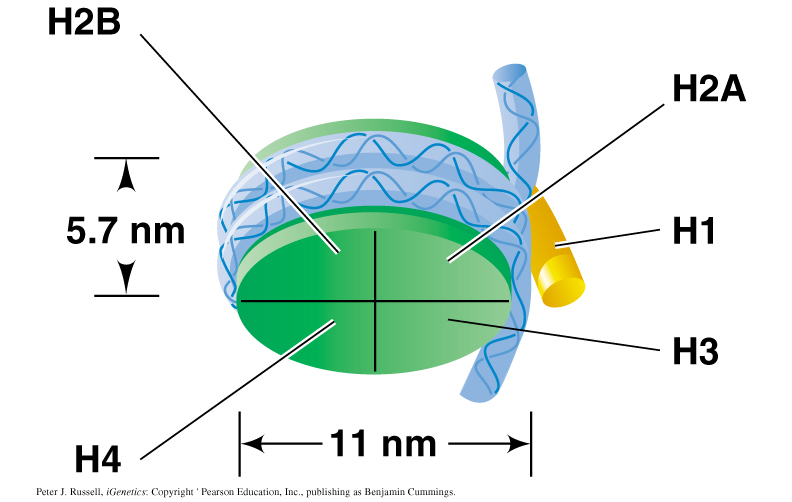 H2B
H2A
5.7 nm
H1
H3
11 nm
H4
Peter J. Russell, iGenetics: Copyright ' Pearson Education, Inc., publishing as Benjamin Cummings.